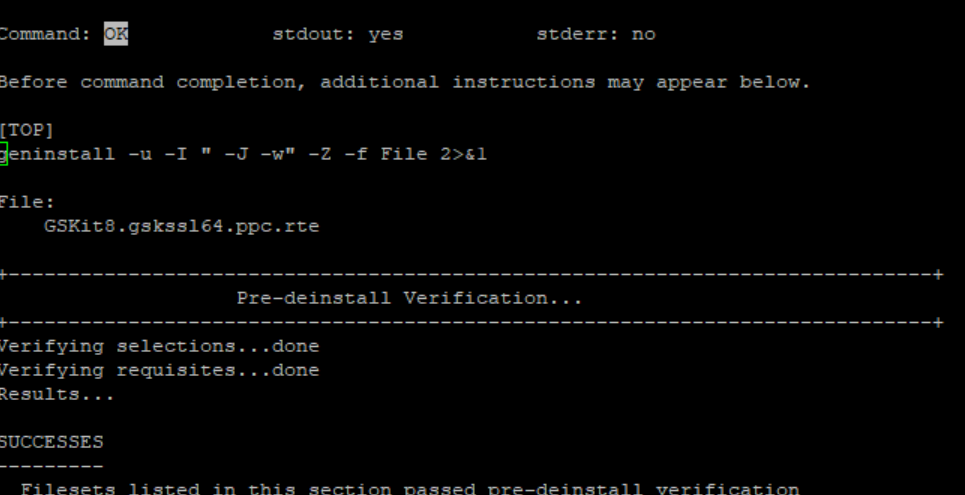 Command: OK stdout: yes stderr: no
Before command completion, additional instructions may appear below.
[TOP]
geninstall -u -I " -J -w" -Z -f File 2>&1
File:
GSKit8.gskssl64.ppc.rte
+-----------------------------------------------------------------------------+
Pre-deinstall Verification...
+-----------------------------------------------------------------------------+
Verifying selections...done
Verifying requisites...done
Results...
SUCCESSES
---------
Filesets listed in this section passed pre-deinstall verification